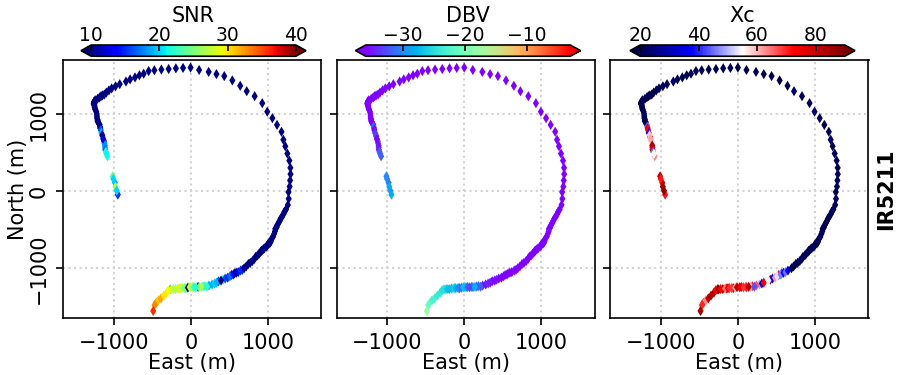 SNR DBV Xc
10 20 30 40 −30 −20 −10 20 40 60 80
1000
0
−1000
North (m)
IR5211
−1000 0 1000 −1000 0 1000 −1000 0 1000
East (m) East (m) East (m)